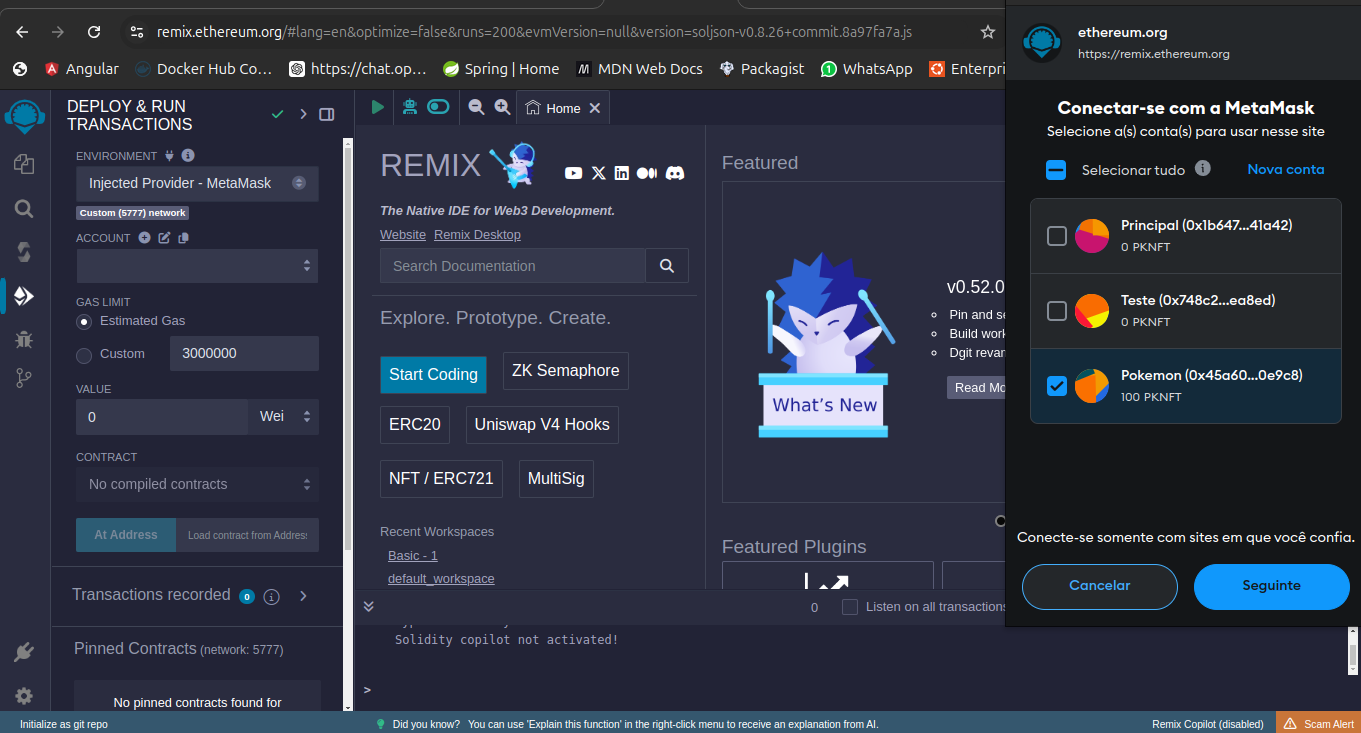 remix.ethereum.org/#lang=en&optimize=false&runs=200&evmVersion=null&version=soljson-v0.8.26+commit.8a97fa7a.js
Angular
Docker Hub Co...
https://chat.op...
Spring | Home
MDN Web Docs
Packagist
WhatsApp
Enterpri
DEPLOY & RUN
TRANSACTIONS
ENVIRONMENT
Injected Provider - MetaMask
Custom (5777) network
ACCOUNT
GAS LIMIT
Estimated Gas
Custom
3000000
VALUE
0
Wei
CONTRACT
No compiled contracts
At Address
Load contract from Address
Transactions recorded
0
Pinned Contracts (network: 5777)
No pinned contracts found for
Home
REMIX
The Native IDE for Web3 Development.
Website
Remix Desktop
Search Documentation
Explore. Prototype. Create.
Start Coding
ZK Semaphore
ERC20
Uniswap V4 Hooks
NFT / ERC721
MultiSig
Recent Workspaces
Basic - 1
default_workspace
Featured
What's New
v0.52.0
Pin and se
Build work
Dgit revam
Read Mo
Featured Plugins
0
Listen on all transactions
Solidity copilot not activated!
>
ethereum.org
https://remix.ethereum.org
Conectar-se com a MetaMask
Selecione a(s) conta(s) para usar nesse site
Selecionar tudo
Nova conta
Principal (0x1b647...41a42)
0 PKNFT
Teste (0x748c2...ea8ed)
0 PKNFT
Pokemon (0x45a60...0e9c8)
100 PKNFT
Conecte-se somente com sites em que você confia.
Cancelar
Seguinte
Initialize as git repo
Did you know? You can use 'Explain this function' in the right-click menu to receive an explanation from AI.
Remix Copilot (disabled)
Scam Alert